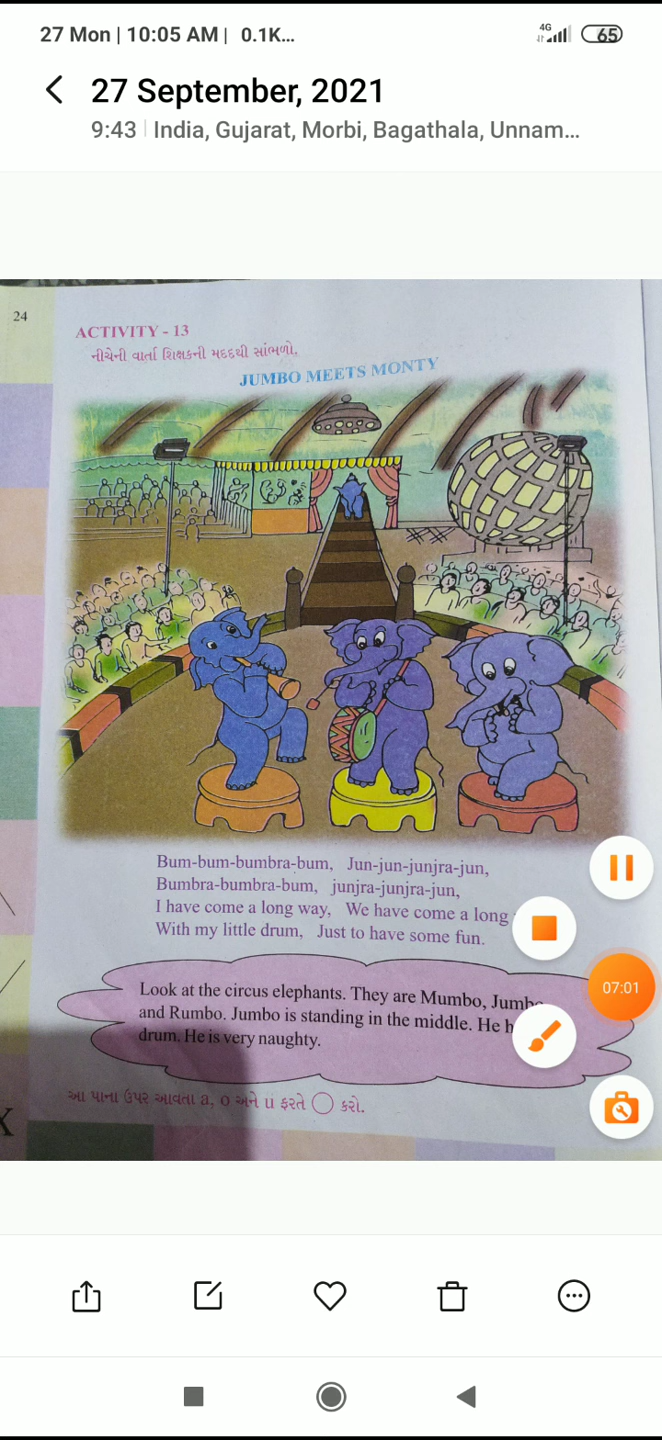 27 Mon | 10:05 AM | 0.1K...
4G
65
27 September, 2021
9:43 | India, Gujarat, Morbi, Bagathala, Unnam...
24
ACTIVITY - 13
નીચેની વાર્તા શિક્ષકની મદદથી સાંભળો.
JUMBO MEETS MONTY
Bum-bum-bumbra-bum, Jun-jun-junjra-jun,
Bumbra-bumbra-bum, junjra-junjra-jun,
I have come a long way, We have come a long
With my little drum, Just to have some fun.
07:01
Look at the circus elephants. They are Mumbo, Jumbo
and Rumbo. Jumbo is standing in the middle. He h
drum. He is very naughty.
આ પાના ઉપર આવતા a, o અને u ફરતે ◯ કરો.